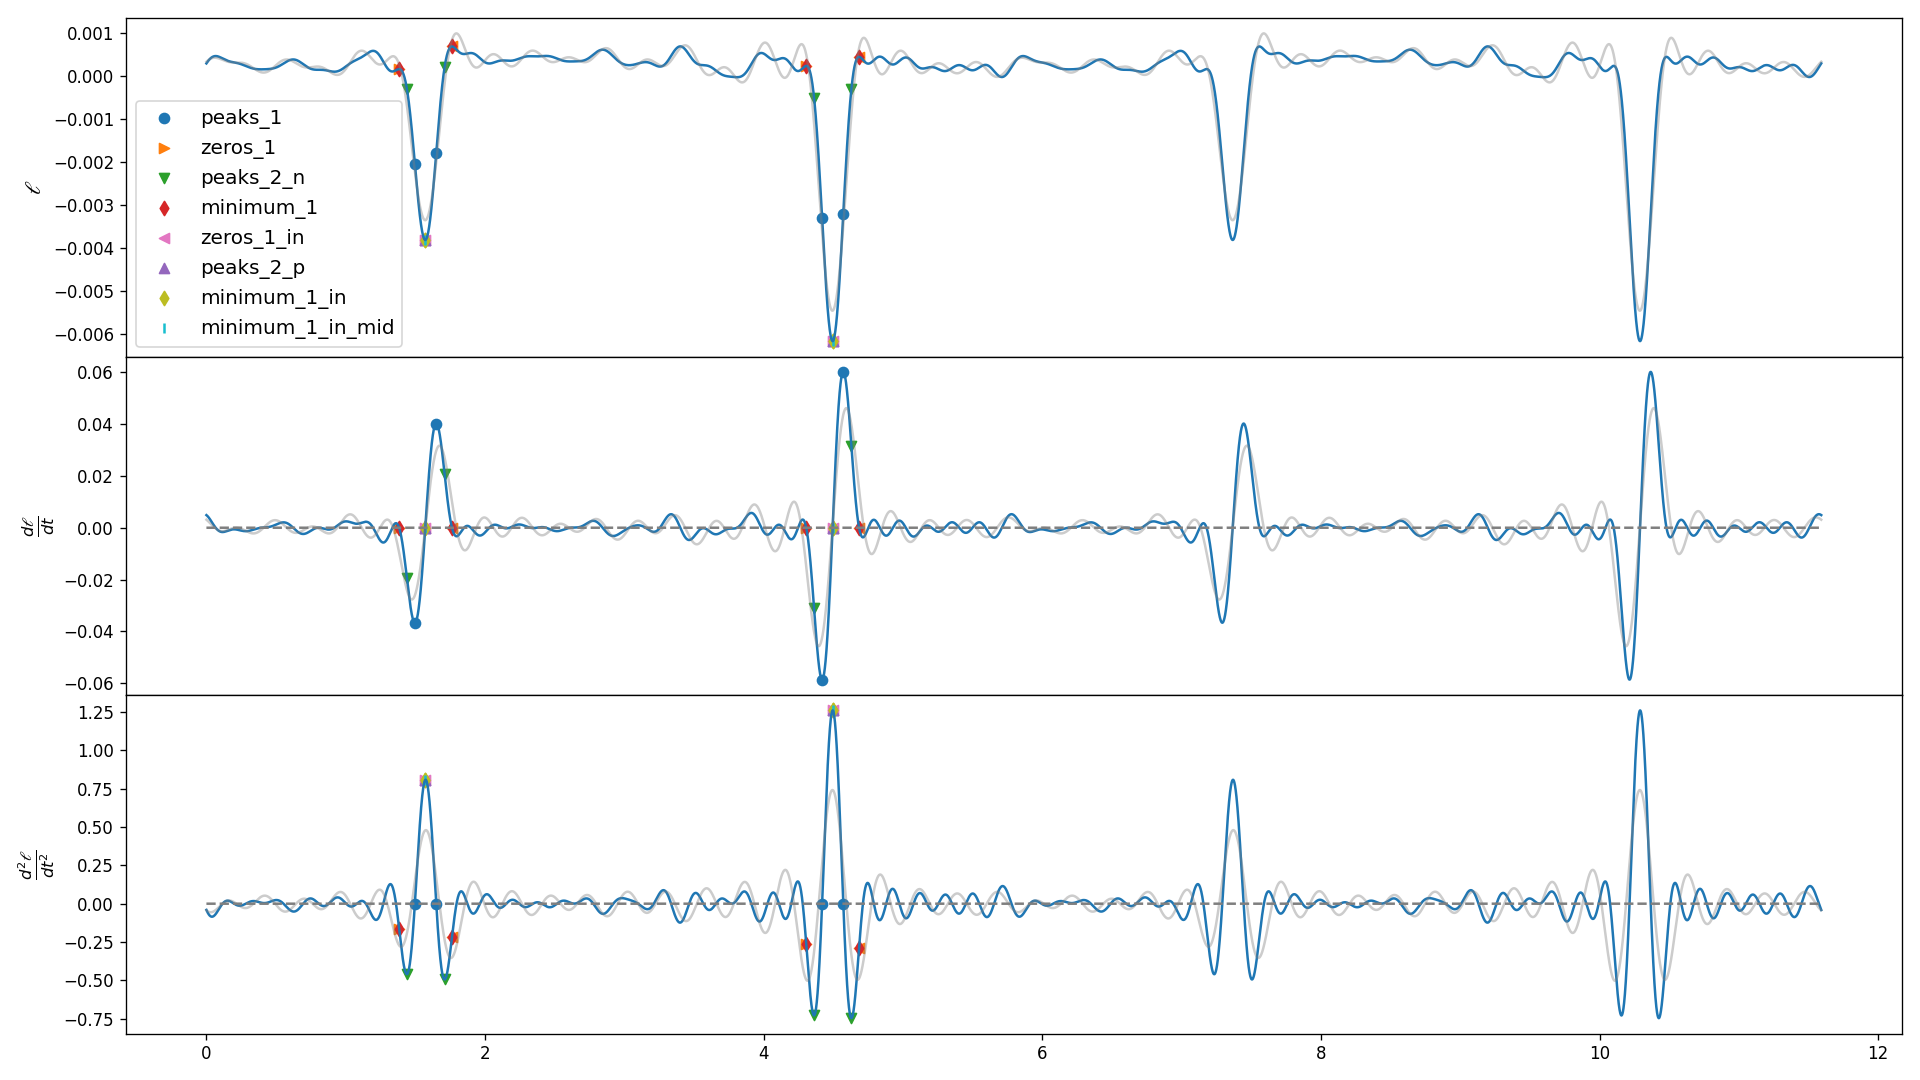 0.001
0.000
−0.001
−0.002
−0.003
−0.004
−0.005
−0.006
ℓ
peaks_1
zeros_1
peaks_2_n
minimum_1
zeros_1_in
peaks_2_p
minimum_1_in
minimum_1_in_mid
0.06
0.04
0.02
0.00
−0.02
−0.04
−0.06
dℓ
dt
1.25
1.00
0.75
0.50
0.25
0.00
−0.25
−0.50
−0.75
d²ℓ
dt²
0 2 4 6 8 10 12